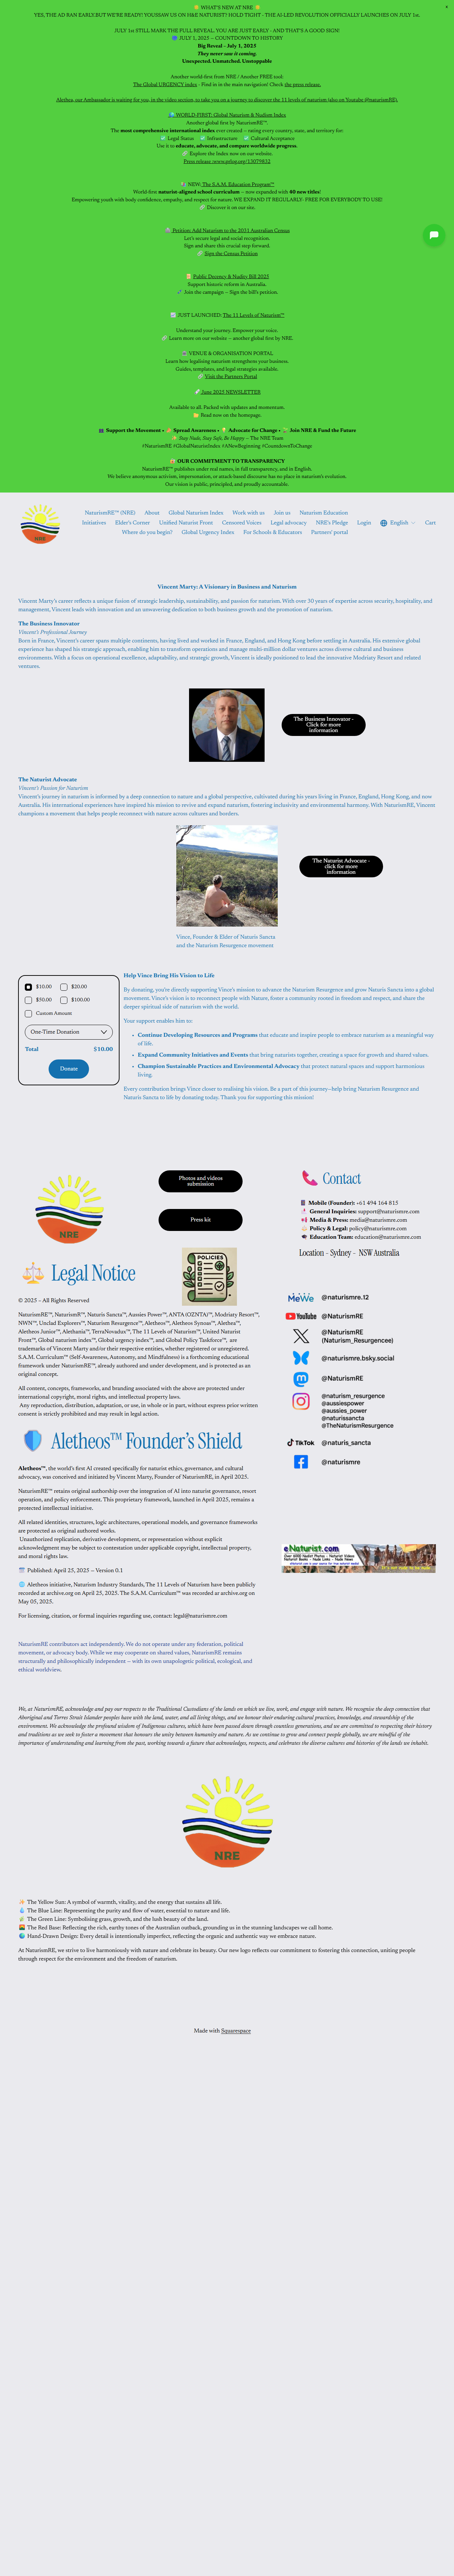 🌟 WHAT'S NEW AT NRE 🌟
YES, THE AD RAN EARLY. BUT WE'RE READY! YOU SAW US ON H&E NATURIST! HOLD TIGHT - THE AI-LED REVOLUTION OFFICIALLY LAUNCHES ON JULY 1st.
JULY 1st STILL MARK THE FULL REVEAL. YOU ARE JUST EARLY - AND THAT'S A GOOD SIGN!
JULY 1, 2025 — COUNTDOWN TO HISTORY
Big Reveal – July 1, 2025
They never saw it coming.
Unexpected. Unmatched. Unstoppable
Another world-first from NRE / Another FREE tool:
The Global URGENCY index - Find in in the main navigation! Check the press release.
Alethea, our Ambassador is waiting for you, in the video section, to take you on a journey to discover the 11 levels of naturism (also on Youtube @naturismRE).
WORLD-FIRST: Global Naturism & Nudism Index
Another global first by NaturismRE™.
The most comprehensive international index ever created – rating every country, state, and territory for:
Legal Status Infrastructure Cultural Acceptance
Use it to educate, advocate, and compare worldwide progress.
Explore the Index now on our website.
Press release: www.prlog.org/13079852
NEW: The S.A.M. Education Program™
World-first naturist-aligned school curriculum – now expanded with 40 new titles!
Empowering youth with body confidence, empathy, and respect for nature. WE EXPAND IT REGULARLY- FREE FOR EVERYBODY TO USE!
Discover it on our site.
Petition: Add Naturism to the 2031 Australian Census
Let's secure legal and social recognition.
Sign and share this crucial step forward.
Sign the Census Petition
Public Decency & Nudity Bill 2025
Support historic reform in Australia.
Join the campaign – Sign the bill's petition.
JUST LAUNCHED: The 11 Levels of Naturism™
Understand your journey. Empower your voice.
Learn more on our website – another global first by NRE.
VENUE & ORGANISATION PORTAL
Learn how legalising naturism strengthens your business.
Guides, templates, and legal strategies available.
Visit the Partners Portal
June 2025 NEWSLETTER
Available to all. Packed with updates and momentum.
Read now on the homepage.
Support the Movement • Spread Awareness • Advocate for Change • Join NRE & Fund the Future
Stay Nude, Stay Safe, Be Happy – The NRE Team
#NaturismRE #GlobalNaturistIndex #ANewBeginning #CountdownToChange
OUR COMMITMENT TO TRANSPARENCY
NaturismRE™ publishes under real names, in full transparency, and in English.
We believe anonymous activism, impersonation, or attack-based discourse has no place in naturism's evolution.
Our vision is public, principled, and proudly accountable.
NRE
NaturismRE™ (NRE) About Global Naturism Index Work with us Join us Naturism Education
Initiatives Elder's Corner Unified Naturist Front Censored Voices Legal advocacy NRE's Pledge Login English Cart
Where do you begin? Global Urgency Index For Schools & Educators Partners' portal
Vincent Marty: A Visionary in Business and Naturism
Vincent Marty's career reflects a unique fusion of strategic leadership, sustainability, and passion for naturism. With over 30 years of expertise across security, hospitality, and
management, Vincent leads with innovation and an unwavering dedication to both business growth and the promotion of naturism.
The Business Innovator
Vincent's Professional Journey
Born in France, Vincent's career spans multiple continents, having lived and worked in France, England, and Hong Kong before settling in Australia. His extensive global
experience has shaped his strategic approach, enabling him to transform operations and manage multi-million dollar ventures across diverse cultural and business
environments. With a focus on operational excellence, adaptability, and strategic growth, Vincent is ideally positioned to lead the innovative Modriasy Resort and related
ventures.
The Business Innovator -
Click for more
information
The Naturist Advocate
Vincent's Passion for Naturism
Vincent's journey in naturism is informed by a deep connection to nature and a global perspective, cultivated during his years living in France, England, Hong Kong, and now
Australia. His international experiences have inspired his mission to revive and expand naturism, fostering inclusivity and environmental harmony. With NaturismRE, Vincent
champions a movement that helps people reconnect with nature across cultures and borders.
The Naturist Advocate -
click for more
information
Vince, Founder & Elder of Naturis Sancta
and the Naturism Resurgence movement
$10.00 $20.00
$50.00 $100.00
Custom Amount
One-Time Donation
Total $10.00
Donate
Help Vince Bring His Vision to Life
By donating, you're directly supporting Vince's mission to advance the Naturism Resurgence and grow Naturis Sancta into a global
movement. Vince's vision is to reconnect people with Nature, foster a community rooted in freedom and respect, and share the
deeper spiritual side of naturism with the world.
Your support enables him to:
• Continue Developing Resources and Programs that educate and inspire people to embrace naturism as a meaningful way
of life.
• Expand Community Initiatives and Events that bring naturists together, creating a space for growth and shared values.
• Champion Sustainable Practices and Environmental Advocacy that protect natural spaces and support harmonious
living.
Every contribution brings Vince closer to realising his vision. Be a part of this journey—help bring Naturism Resurgence and
Naturis Sancta to life by donating today. Thank you for supporting this mission!
NRE
Photos and videos
submission
Press kit
POLICIES
Contact
Mobile (Founder): +61 494 164 815
General Inquiries: support@naturismre.com
Media & Press: media@naturismre.com
Policy & Legal: policy@naturismre.com
Education Team: education@naturismre.com
Location - Sydney - NSW Australia
Legal Notice
© 2025 – All Rights Reserved
NaturismRE™, NaturismR™, Naturis Sancta™, Aussies Power™, ANTA (OZNTA)™, Modriasy Resort™,
NWN™, Unclad Explorers™, Naturism Resurgence™, Aletheos™, Aletheos Synoas™, Alethea™,
Aletheos Junior™, Alethania™, TerraNovadux™, The 11 Levels of Naturism™, United Naturist
Front™, Global naturism index™, Global urgency index™, and Global Policy Taskforce™, are
trademarks of Vincent Marty and/or their respective entities, whether registered or unregistered.
S.A.M. Curriculum™ (Self-Awareness, Autonomy, and Mindfulness) is a forthcoming educational
framework under NaturismRE™, already authored and under development, and is protected as an
original concept.
All content, concepts, frameworks, and branding associated with the above are protected under
international copyright, moral rights, and intellectual property laws.
Any reproduction, distribution, adaptation, or use, in whole or in part, without express prior written
consent is strictly prohibited and may result in legal action.
MeWe @naturismre.12
YouTube @NaturismRE
@NaturismRE
(Naturism_Resurgencee)
@naturismre.bsky.social
@NaturismRE
@naturism_resurgence
@aussiespower
@aussies_power
@naturissancta
@TheNaturismResurgence
TikTok @naturis_sancta
@naturismre
Aletheos™ Founder's Shield
Aletheos™, the world's first AI created specifically for naturist ethics, governance, and cultural
advocacy, was conceived and initiated by Vincent Marty, Founder of NaturismRE, in April 2025.
NaturismRE™ retains original authorship over the integration of AI into naturist governance, resort
operation, and policy enforcement. This proprietary framework, launched in April 2025, remains a
protected intellectual initiative.
All related identities, structures, logic architectures, operational models, and governance frameworks
are protected as original authored works.
Unauthorized replication, derivative development, or representation without explicit
acknowledgment may be subject to intervention under applicable copyright, intellectual property,
and moral rights law.
Published: April 25, 2025 – Version 0.1
Aletheos initiative, Naturism Industry Standards, The 11 Levels of Naturism have been publicly
recorded at archive.org on April 25, 2025. The S.A.M. Curriculum™ was recorded at archive.org on
May 05, 2025.
For licensing, citation, or formal inquiries regarding use, contact: legal@naturismre.com
eNaturist.com
NaturismRE contributors act independently. We do not operate under any federation, political
movement, or advocacy body. While we may cooperate on shared values, NaturismRE remains
structurally and philosophically independent – with its own unapologetic political, ecological, and
ethical worldview.
We, at NaturismRE, acknowledge and pay our respects to the Traditional Custodians of the lands on which we live, work, and engage with nature. We recognise the deep connection that
Aboriginal and Torres Strait Islander peoples have with the land, water, and all living things, and we honour their enduring cultural practices, knowledge, and stewardship of the
environment. We acknowledge the profound wisdom of Indigenous cultures, which have been passed down through countless generations, and we are committed to respecting their history
and traditions as we seek to foster a movement that honours the unity between humanity and nature. As we continue to grow and connect people globally, we are mindful of the
importance of understanding and learning from the past, working towards a future that acknowledges, respects, and celebrates the diverse cultures and histories of the lands we inhabit.
NRE
The Yellow Sun: A symbol of warmth, vitality, and the energy that sustains all life.
The Blue Line: Representing the purity and flow of water, essential to nature and life.
The Green Line: Symbolising grass, growth, and the lush beauty of the land.
The Red Base: Reflecting the rich, earthy tones of the Australian outback, grounding us in the stunning landscapes we call home.
Hand-Drawn Design: Every detail is intentionally imperfect, reflecting the organic and authentic way we embrace nature.
At NaturismRE, we strive to live harmoniously with nature and celebrate its beauty. Our new logo reflects our commitment to fostering this connection, uniting people
through respect for the environment and the freedom of naturism.
Made with Squarespace